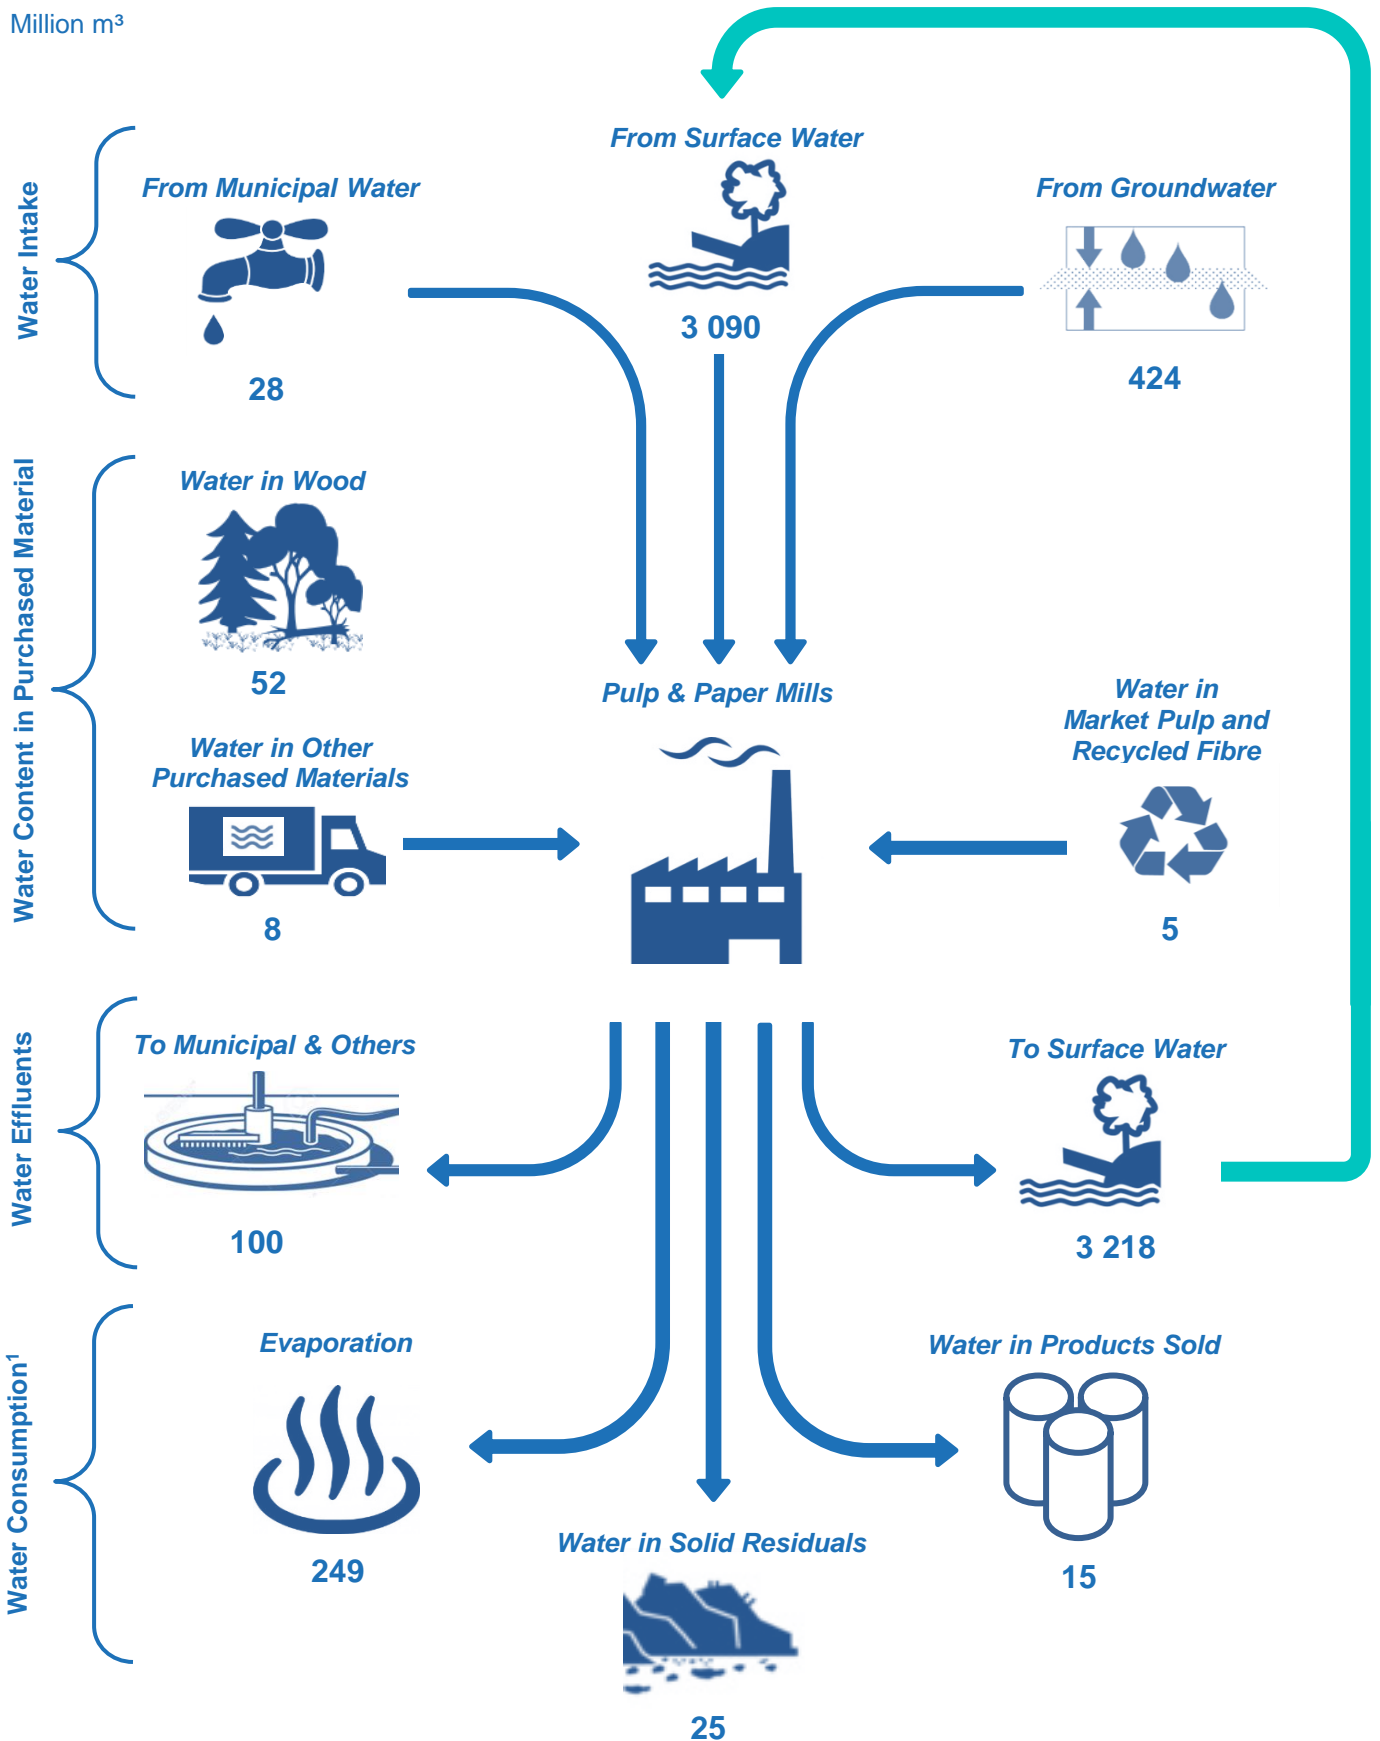 Million m³
Water Intake
From Municipal Water
28
From Surface Water
3 090
From Groundwater
424
Water Content in Purchased Material
Water in Wood
52
Water in Other
Purchased Materials
8
Pulp & Paper Mills
Water in
Market Pulp and
Recycled Fibre
5
Water Effluents
To Municipal & Others
100
To Surface Water
3 218
Water Consumption¹
Evaporation
249
Water in Solid Residuals
25
Water in Products Sold
15